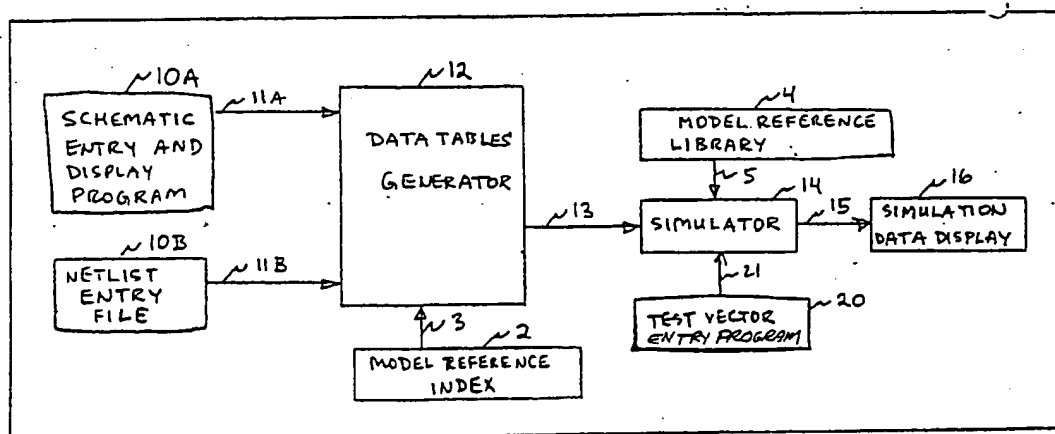 10A
11A
SCHEMATIC
ENTRY AND
DISPLAY
PROGRAM
10B
11B
NETLIST
ENTRY
FILE
12
DATA TABLES
GENERATOR
3
2
MODEL REFERENCE
INDEX
13
4
MODEL REFERENCE
LIBRARY
5
14
SIMULATOR
15
16
SIMULATION
DATA DISPLAY
21
20
TEST VECTOR
ENTRY PROGRAM